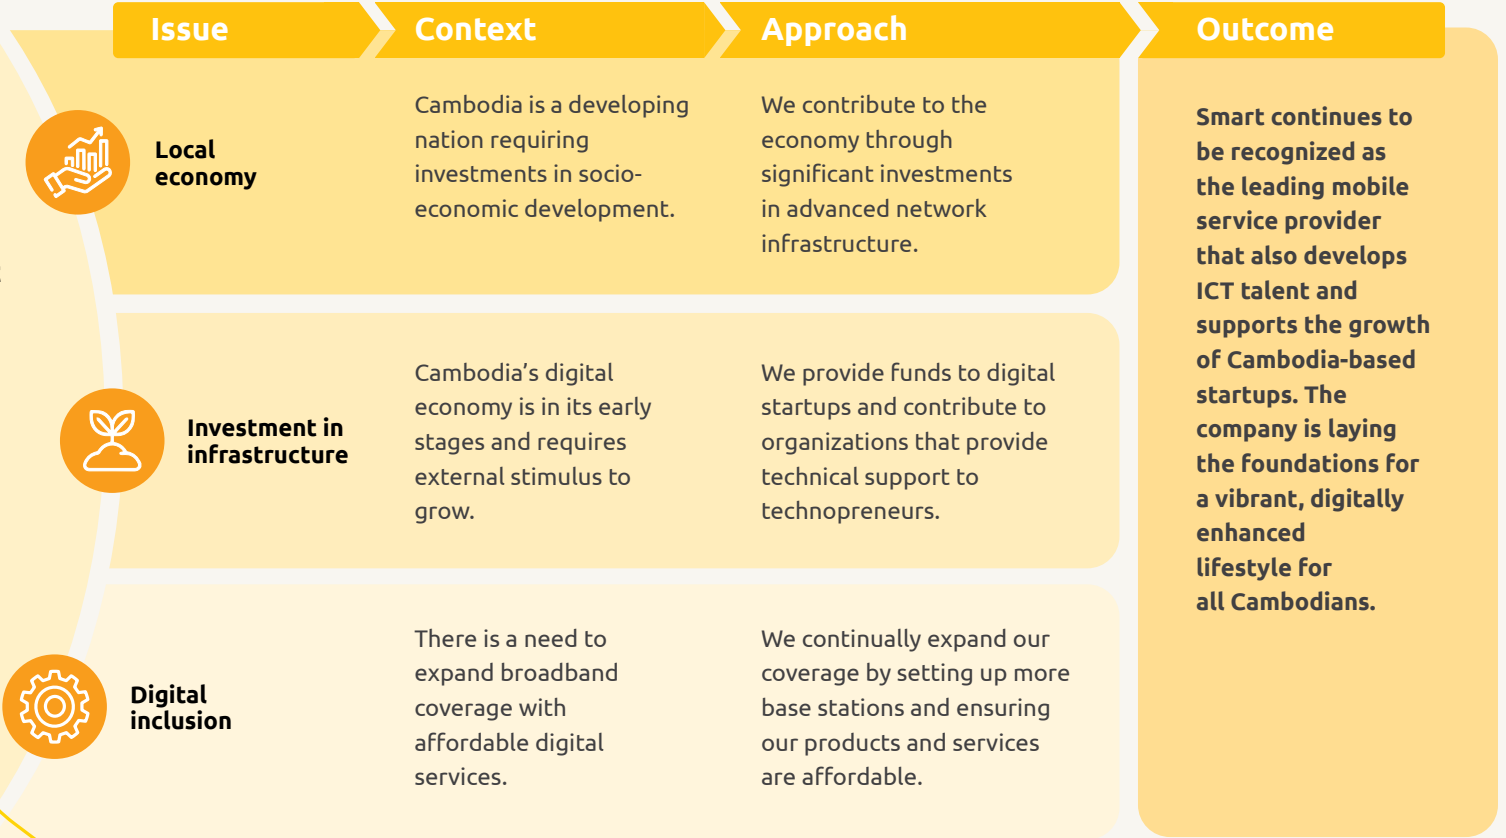 Issue
Context
Approach
Outcome
Local
economy
Cambodia is a developing
nation requiring
investments in socio-
economic development.
We contribute to the
economy through
significant investments
in advanced network
infrastructure.
Investment in
infrastructure
Cambodia’s digital
economy is in its early
stages and requires
external stimulus to
grow.
We provide funds to digital
startups and contribute to
organizations that provide
technical support to
technopreneurs.
Digital
inclusion
There is a need to
expand broadband
coverage with
affordable digital
services.
We continually expand our
coverage by setting up more
base stations and ensuring
our products and services
are affordable.
Smart continues to
be recognized as
the leading mobile
service provider
that also develops
ICT talent and
supports the growth
of Cambodia-based
startups. The
company is laying
the foundations for
a vibrant, digitally
enhanced
lifestyle for
all Cambodians.